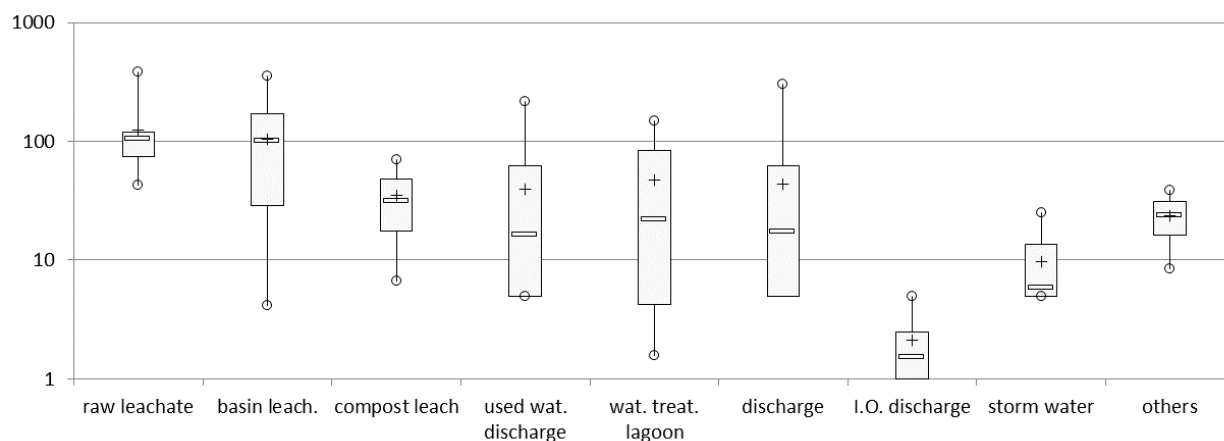 1000
100
10
1
raw leachate
basin leach.
compost leach
used wat.
discharge
wat. treat.
lagoon
discharge
I.O. discharge
storm water
others